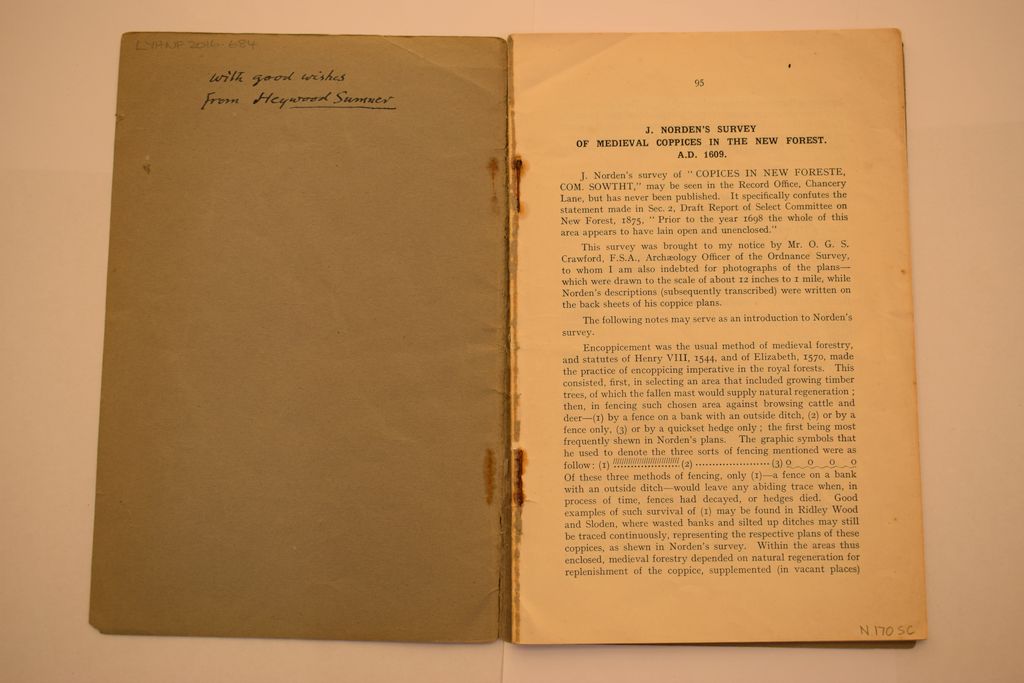 LYHNF 2016.684
With good wishes
from Heywood Sumner
95
J. NORDEN'S SURVEY
OF MEDIEVAL COPPICES IN THE NEW FOREST.
A.D. 1609.
J. Norden's survey of "COPICES IN NEW FORESTE,
COM. SOWTHT," may be seen in the Record Office, Chancery
Lane, but has never been published. It specifically confutes the
statement made in Sec. 2, Draft Report of Select Committee on
New Forest, 1875, "Prior to the year 1698 the whole of this
area appears to have lain open and unenclosed."
This survey was brought to my notice by Mr. O. G. S.
Crawford, F.S.A., Archæology Officer of the Ordnance Survey,
to whom I am also indebted for photographs of the plans—
which were drawn to the scale of about 12 inches to 1 mile, while
Norden's descriptions (subsequently transcribed) were written on
the back sheets of his coppice plans.
The following notes may serve as an introduction to Norden's
survey.
Encoppicement was the usual method of medieval forestry,
and statutes of Henry VIII, 1544, and of Elizabeth, 1570, made
the practice of encoppicing imperative in the royal forests. This
consisted, first, in selecting an area that included growing timber
trees, of which the fallen mast would supply natural regeneration;
then, in fencing such chosen area against browsing cattle and
deer—(1) by a fence on a bank with an outside ditch, (2) or by a
fence only, (3) or by a quickset hedge only; the first being most
frequently shewn in Norden's plans. The graphic symbols that
he used to denote the three sorts of fencing mentioned were as
follow: (1) (2) (3)
Of these three methods of fencing, only (1)—a fence on a bank
with an outside ditch—would leave any abiding trace when, in
process of time, fences had decayed, or hedges died. Good
examples of such survival of (1) may be found in Ridley Wood
and Sloden, where wasted banks and silted up ditches may still
be traced continuously, representing the respective plans of these
coppices, as shewn in Norden's survey. Within the areas thus
enclosed, medieval forestry depended on natural regeneration for
replenishment of the coppice, supplemented (in vacant places)
N 170 SC